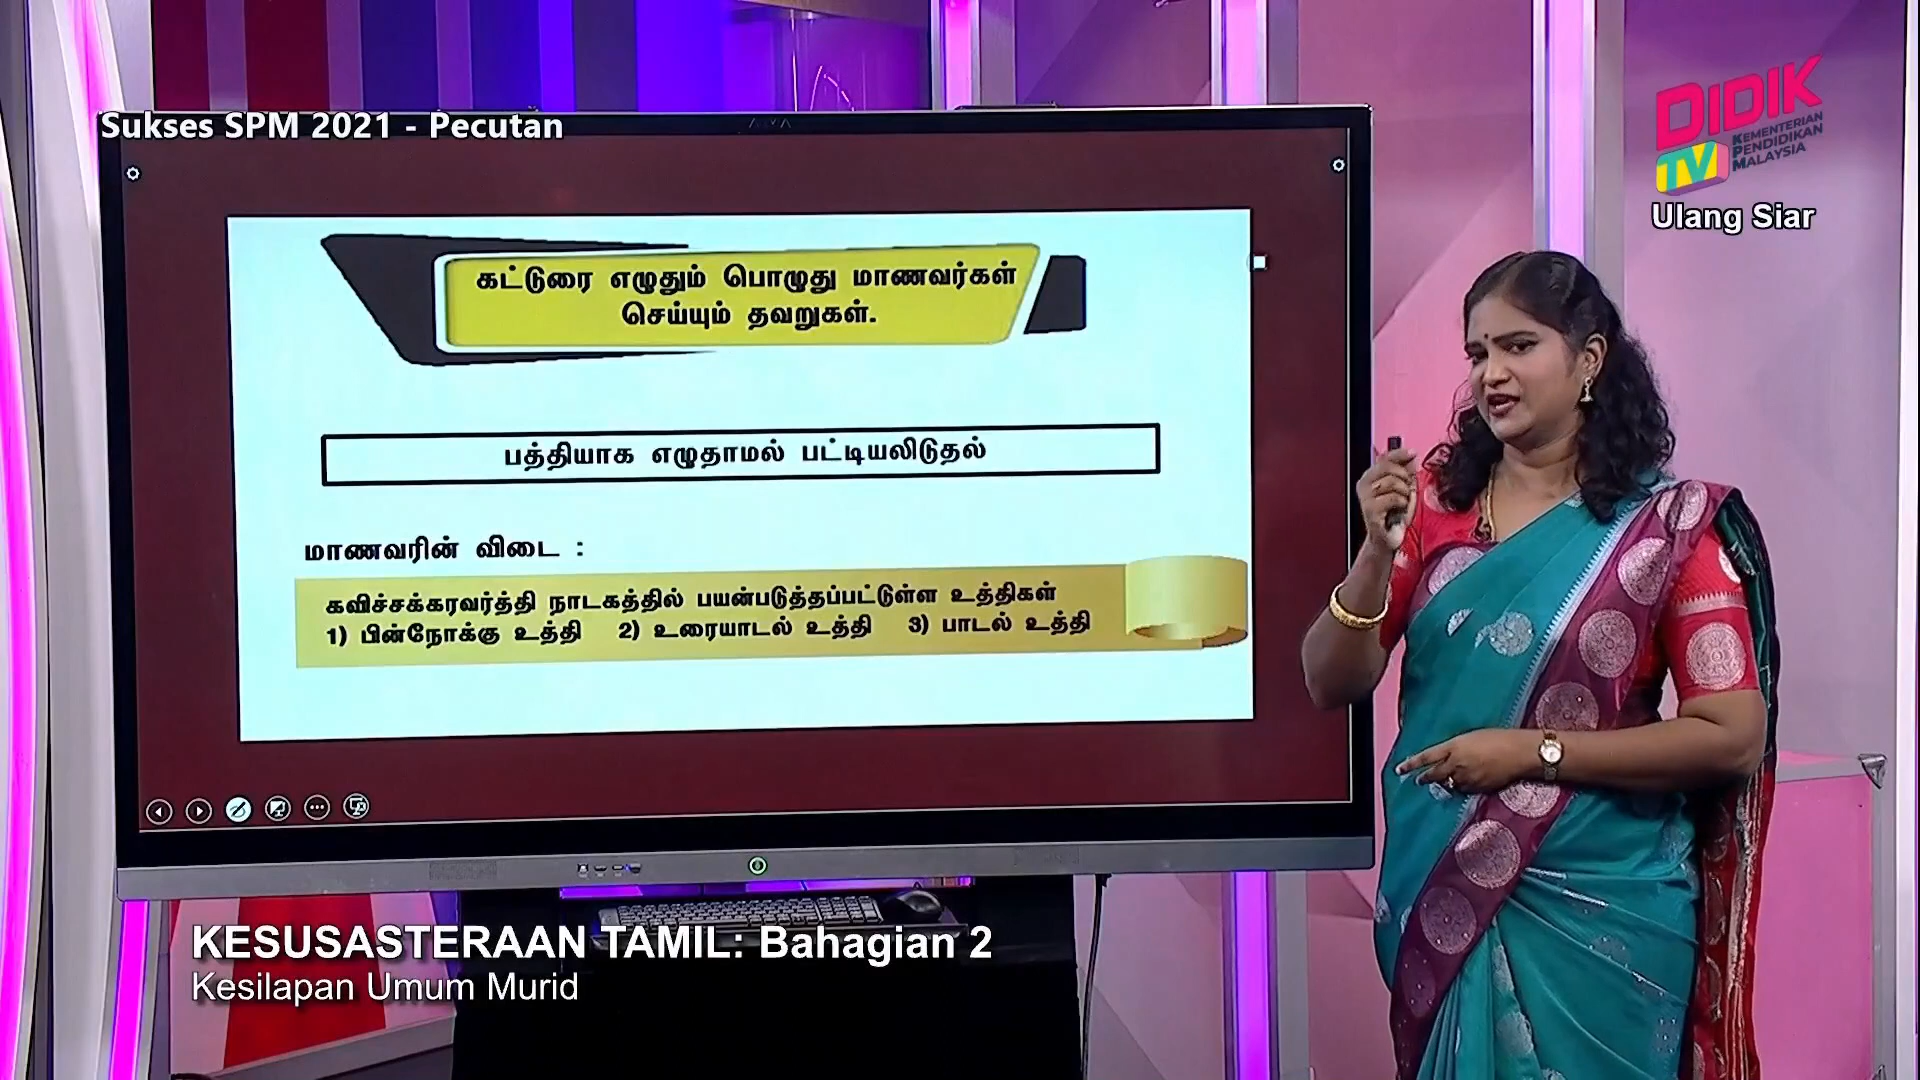 Sukses SPM 2021 - Pecutan
DIDIK
TV
KEMENTERIAN
PENDIDIKAN
MALAYSIA
Ulang Siar
கட்டுரை எழுதும் பொழுது மாணவர்கள்
செய்யும் தவறுகள்.
பத்தியாக எழுதாமல் பட்டியலிடுதல்
மாணவரின் விடை :
கவிச்சக்கரவர்த்தி நாடகத்தில் பயன்படுத்தப்பட்டுள்ள உத்திகள்
1) பின்நோக்கு உத்தி 2) உரையாடல் உத்தி 3) பாடல் உத்தி
KESUSASTERAAN TAMIL: Bahagian 2
Kesilapan Umum Murid